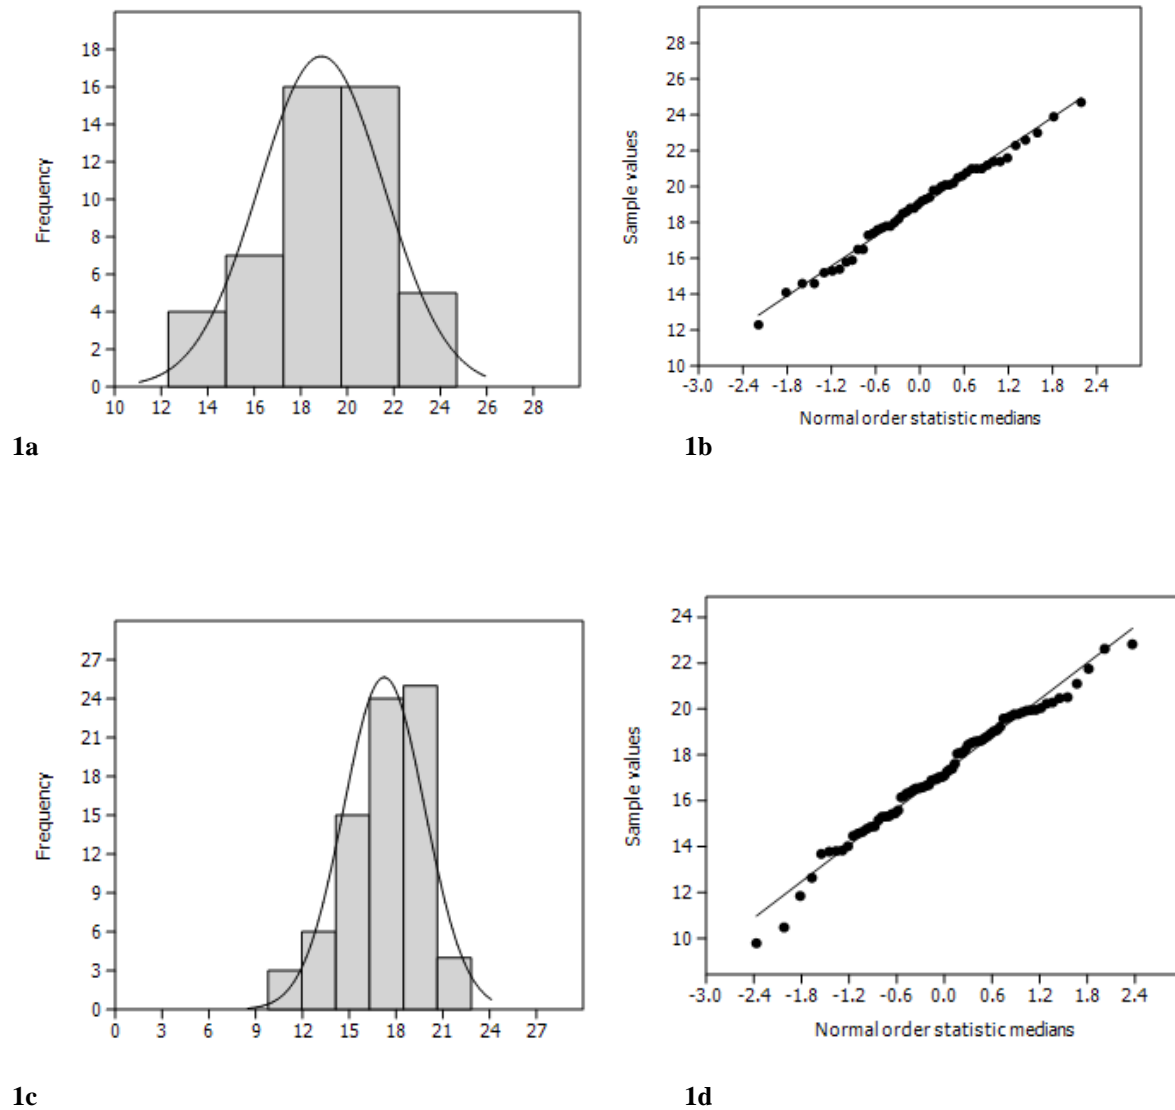 18
16
14
12
10
8
6
4
2
0
Frequency
10 12 14 16 18 20 22 24 26 28
1a
28
26
24
22
20
18
16
14
12
10
Sample values
-3.0 -2.4 -1.8 -1.2 -0.6 0.0 0.6 1.2 1.8 2.4
Normal order statistic medians
1b
27
24
21
18
15
12
9
6
3
0
Frequency
0 3 6 9 12 15 18 21 24 27
1c
24
22
20
18
16
14
12
10
Sample values
-3.0 -2.4 -1.8 -1.2 -0.6 0.0 0.6 1.2 1.8 2.4
Normal order statistic medians
1d